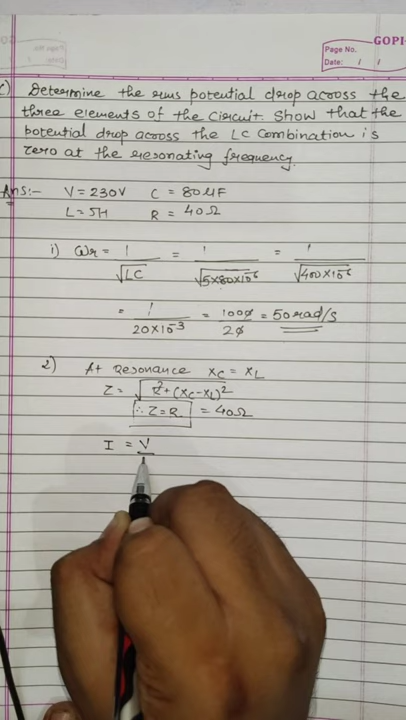 GOPI
Page No.
Date: / /
c) Determine the rms potential drop across the
three elements of the circuit. Show that the
potential drop across the LC combination is
zero at the resonating frequency.
Ans:- V = 230V C = 80 μF
L = 5H R = 40 Ω
i) ωr = 1/√LC = 1/√5×80×10⁻⁶ = 1/√400×10⁻⁶
= 1/20×10⁻³ = 1000/20 = 50 rad/s
2) At Resonance Xc = XL
Z = √R²+(Xc-XL)²
∴ Z=R = 40Ω
I = V